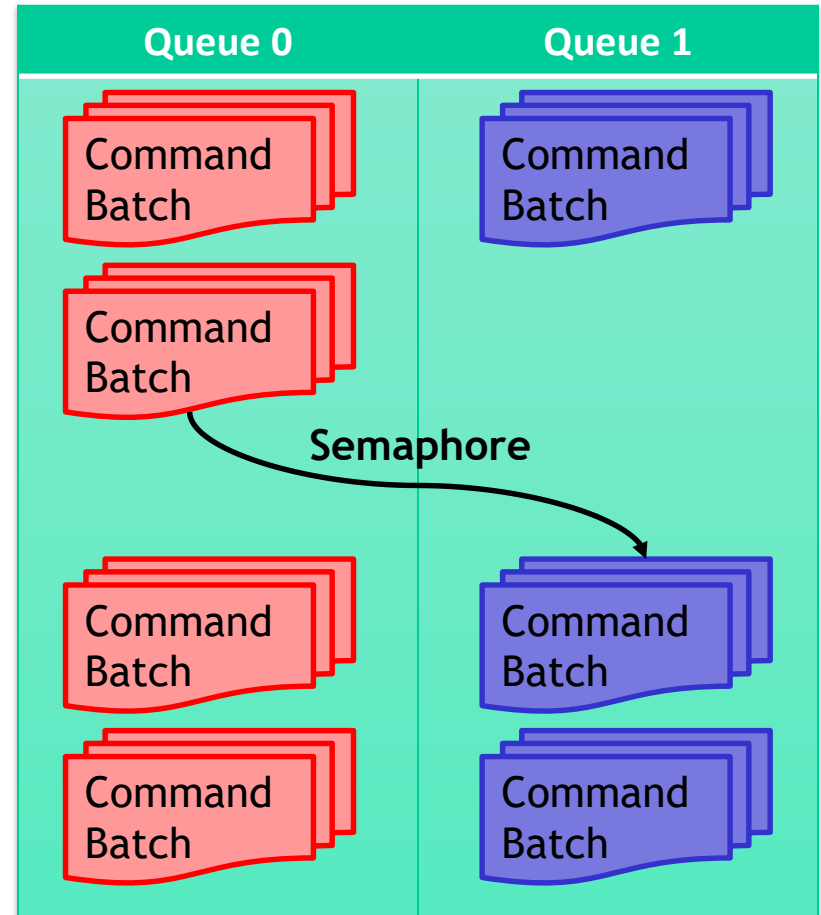 Queue 0
Queue 1
Command
Batch
Command
Batch
Command
Batch
Semaphore
Command
Batch
Command
Batch
Command
Batch
Command
Batch